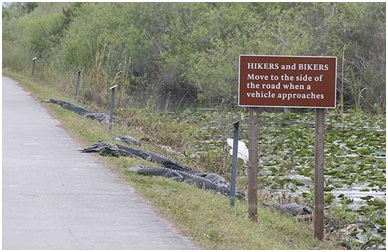 HIKERS and BIKERS
Move to the side of
the road when a
vehicle approaches